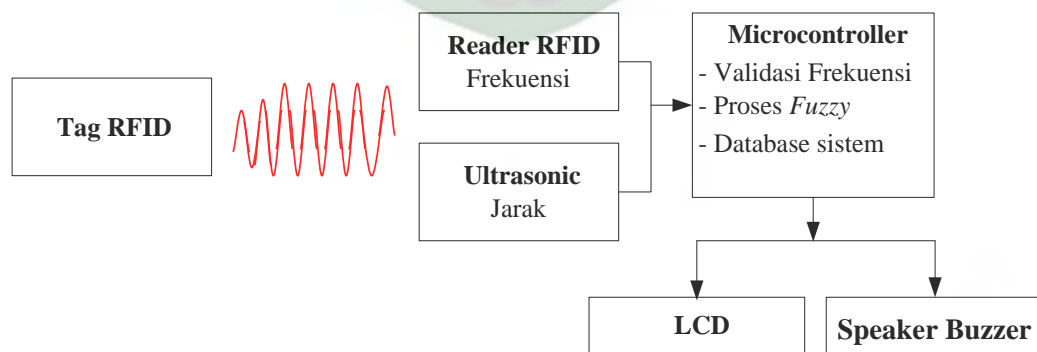 Tag RFID
Reader RFID
Frekuensi
Ultrasonic
Jarak
Microcontroller
- Validasi Frekuensi
- Proses Fuzzy
- Database sistem
LCD
Speaker Buzzer